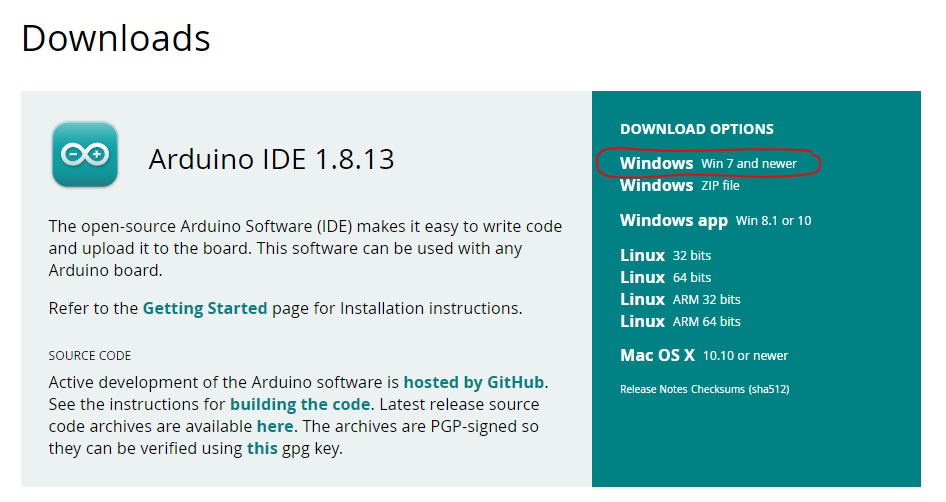 Downloads
Arduino IDE 1.8.13
The open-source Arduino Software (IDE) makes it easy to write code
and upload it to the board. This software can be used with any
Arduino board.
Refer to the Getting Started page for Installation instructions.
SOURCE CODE
Active development of the Arduino software is hosted by GitHub.
See the instructions for building the code. Latest release source
code archives are available here. The archives are PGP-signed so
they can be verified using this gpg key.
DOWNLOAD OPTIONS
Windows Win 7 and newer
Windows ZIP file
Windows app Win 8.1 or 10
Linux 32 bits
Linux 64 bits
Linux ARM 32 bits
Linux ARM 64 bits
Mac OS X 10.10 or newer
Release Notes Checksums (sha512)